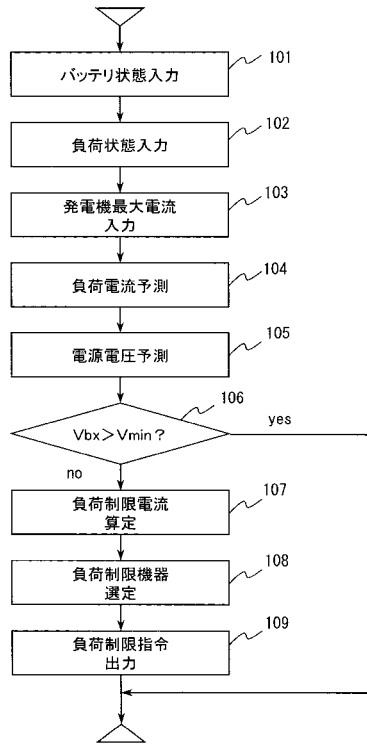 101
バッテリ状態入力
102
負荷状態入力
103
発電機最大電流
入力
104
負荷電流予測
105
電源電圧予測
106
Vbx＞Vmin？
yes
no
107
負荷制限電流
算定
108
負荷制限機器
選定
109
負荷制限指令
出力